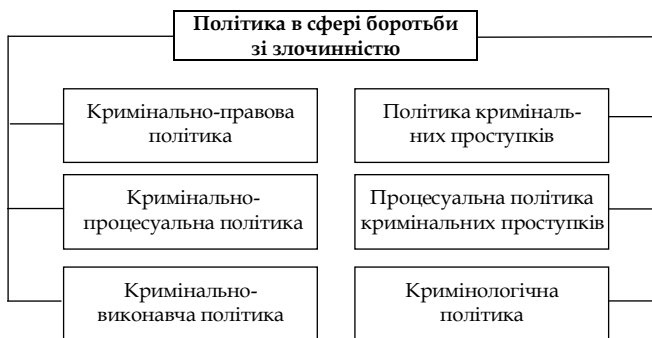 Політика в сфері боротьби
зі злочинністю
Кримінально-правова
політика
Політика криміналь-
них проступків
Кримінально-
процесуальна політика
Процесуальна політика
кримінальних проступків
Кримінально-
виконавча політика
Кримінологічна
політика